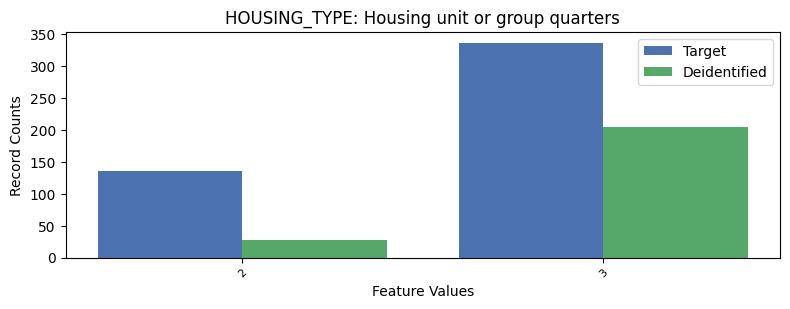 HOUSING_TYPE: Housing unit or group quarters
Target
Deidentified
Record Counts
350
300
250
200
150
100
50
0
2
3
Feature Values